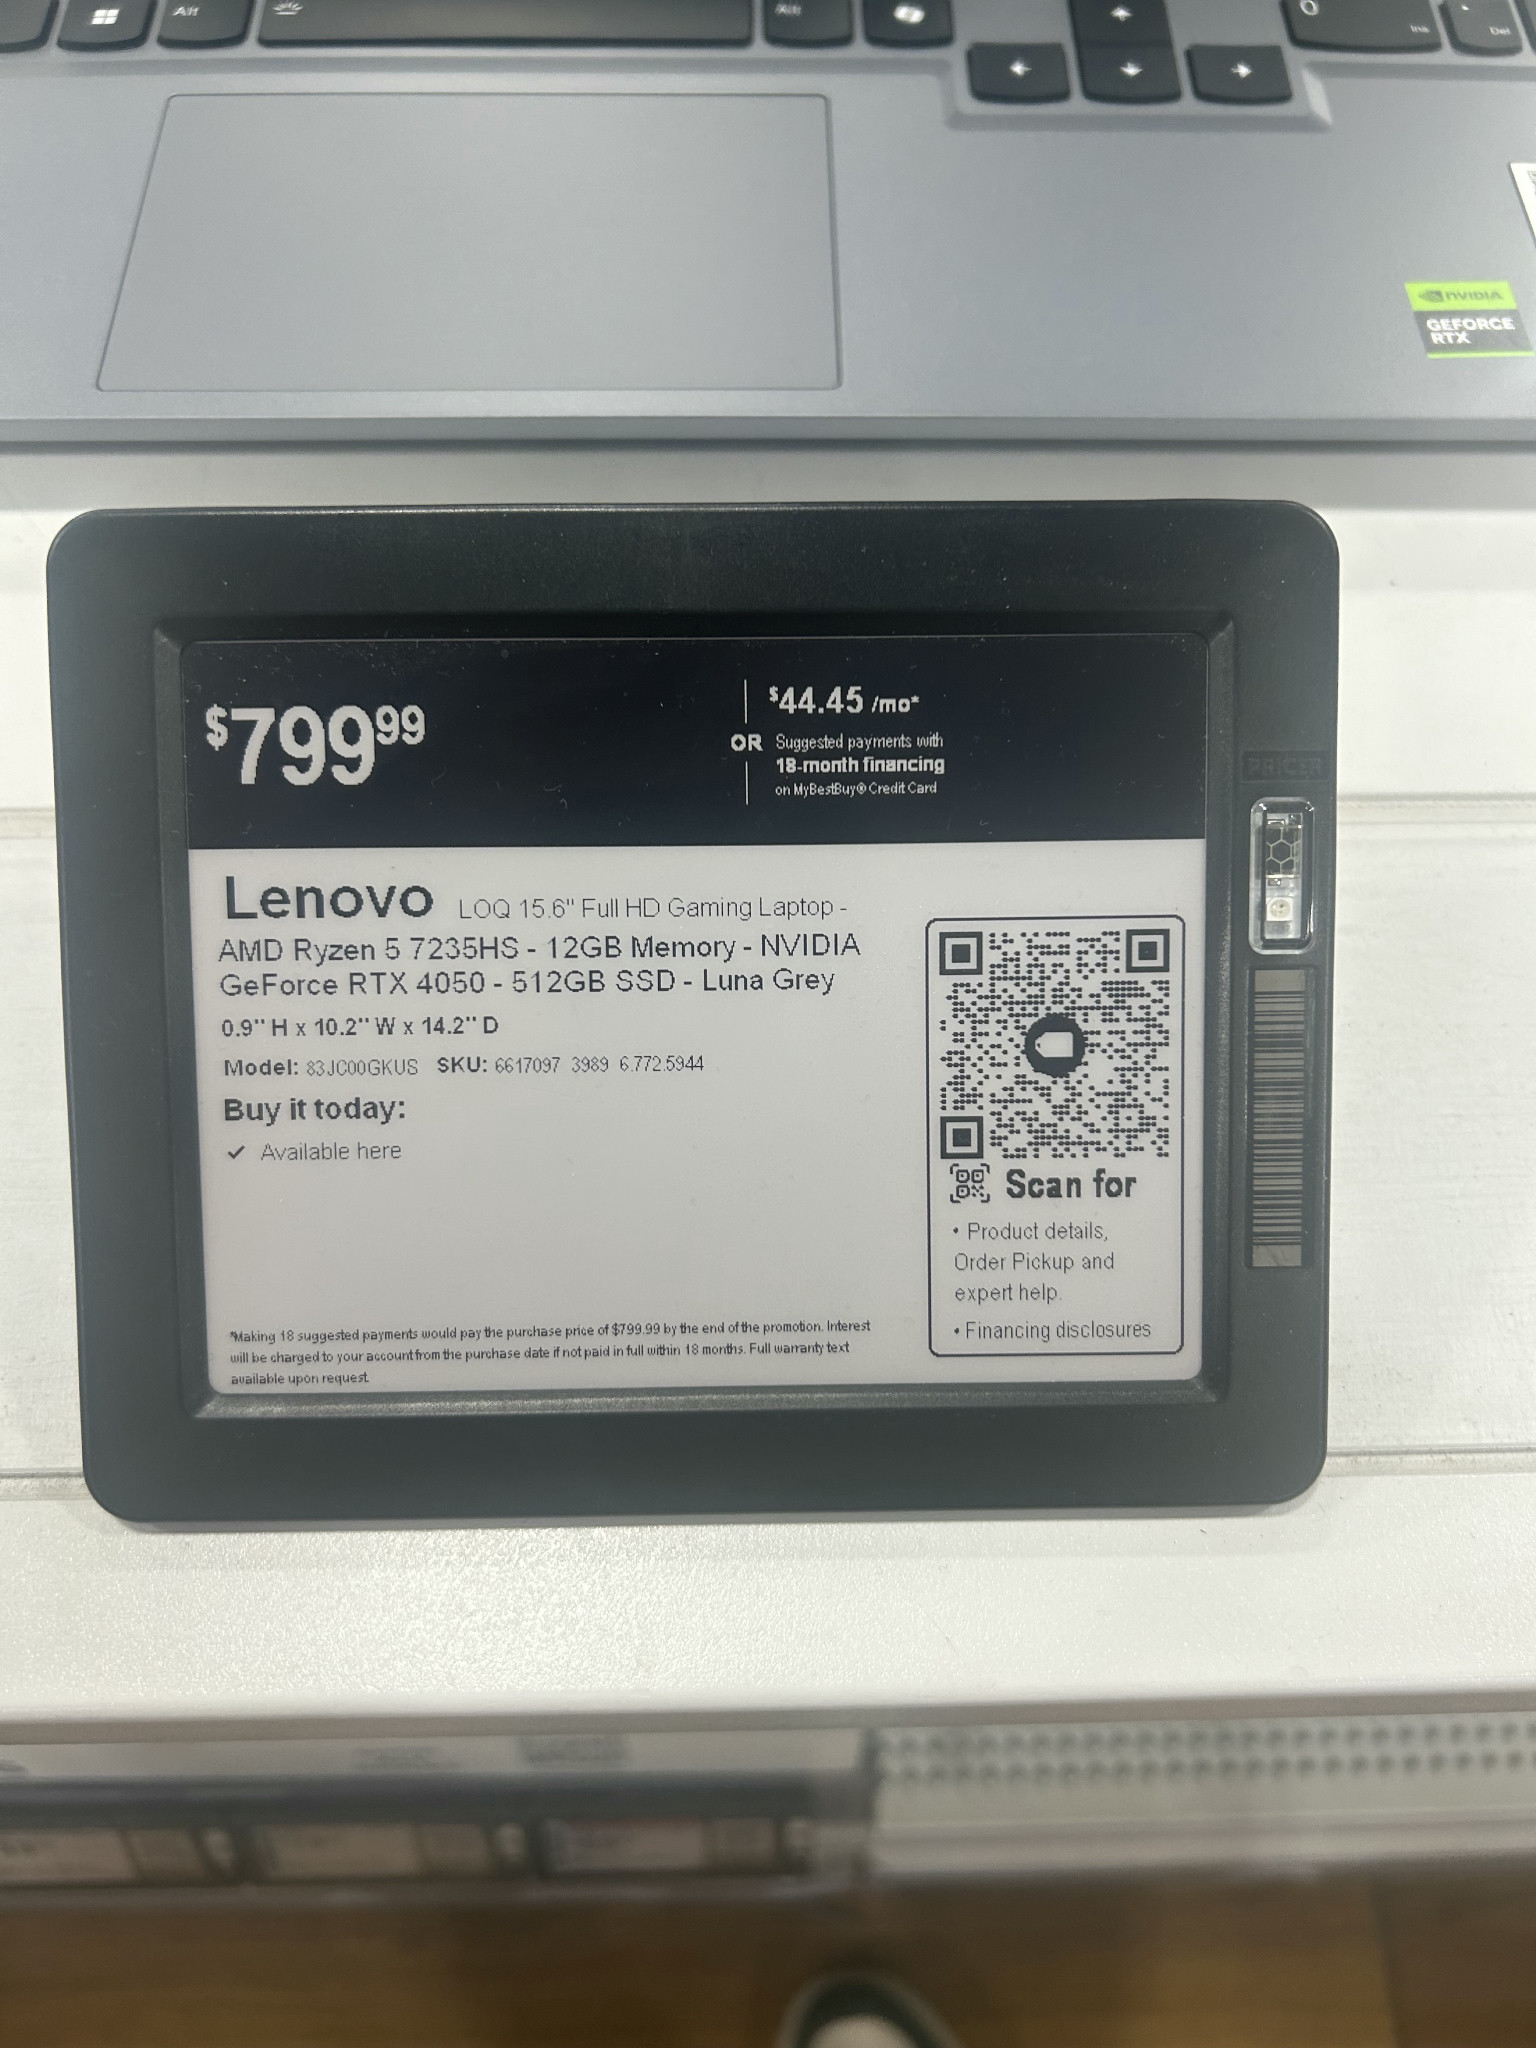 Alt
Alt
Ins
Del
NVIDIA
GEFORCE
RTX
$799.99
$44.45 /mo*
OR Suggested payments with
18-month financing
on MyBestBuy® Credit Card
PRICER
Lenovo LOQ 15.6" Full HD Gaming Laptop -
AMD Ryzen 5 7235HS - 12GB Memory - NVIDIA
GeForce RTX 4050 - 512GB SSD - Luna Grey
0.9" H x 10.2" W x 14.2" D
Model: 83JC00GKUS SKU: 6617097 3989 6.772.5944
Buy it today:
✓ Available here
Scan for
• Product details,
Order Pickup and
expert help.
• Financing disclosures
*Making 18 suggested payments would pay the purchase price of $799.99 by the end of the promotion. Interest
will be charged to your account from the purchase date if not paid in full within 18 months. Full warranty text
available upon request